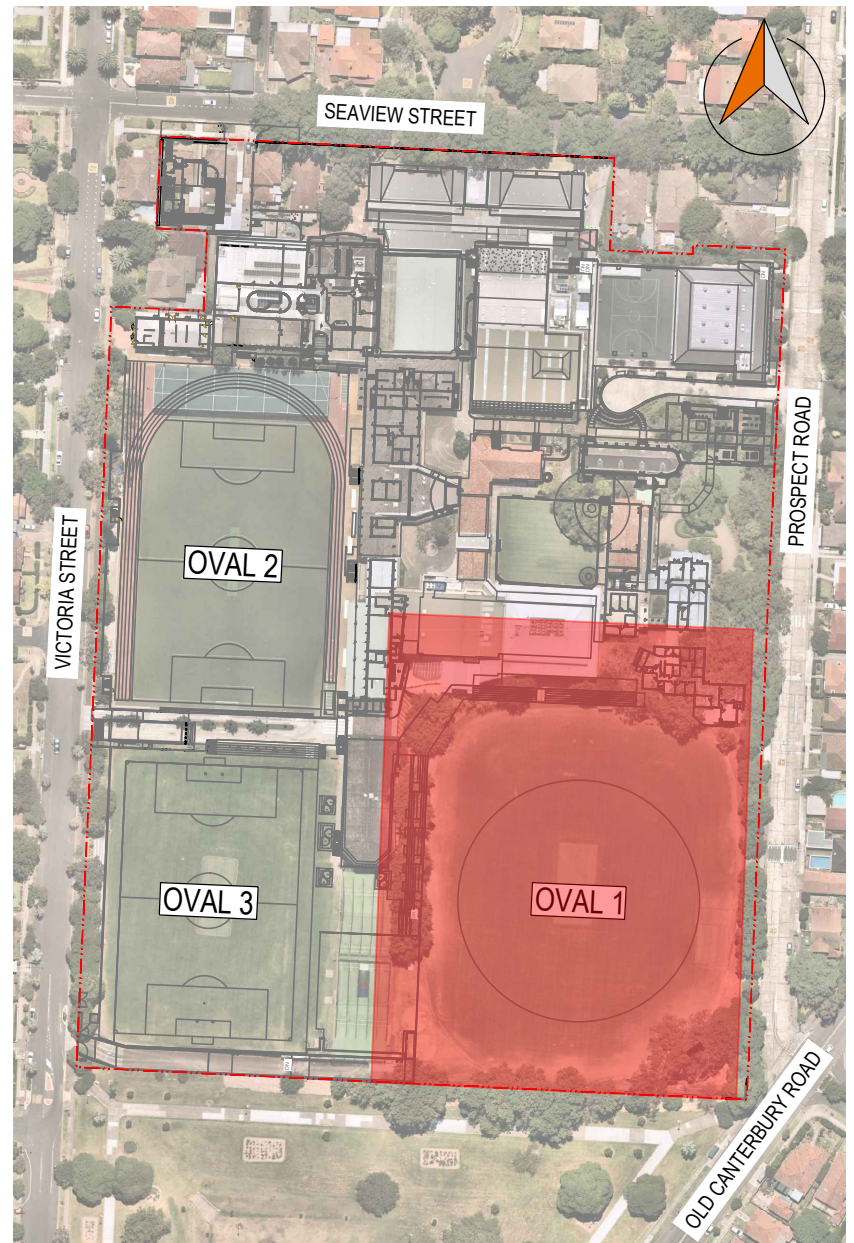 SEAVIEW STREET
PROSPECT ROAD
VICTORIA STREET
OVAL 2
OVAL 3
OVAL 1
OLD CANTERBURY ROAD